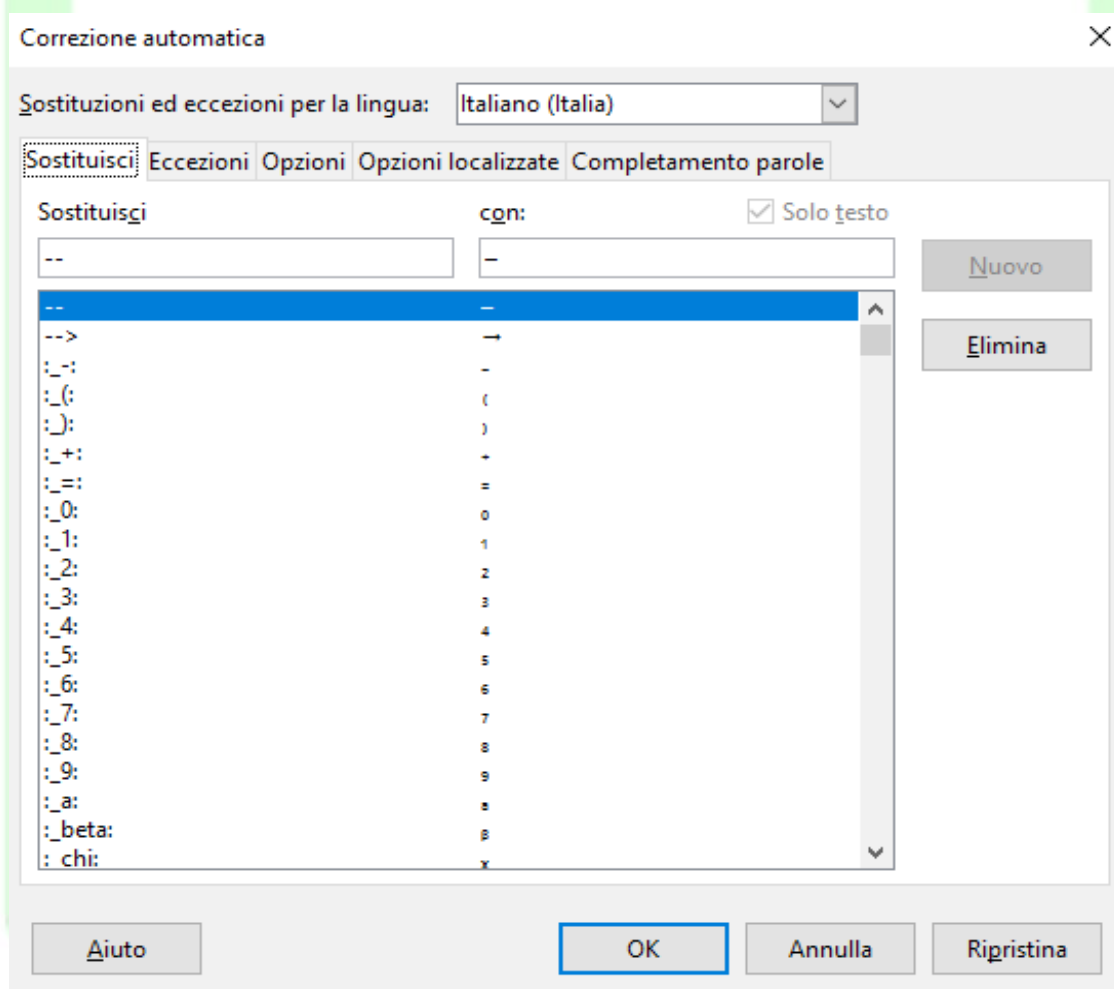 Correzione automatica
Sostituzioni ed eccezioni per la lingua: Italiano (Italia)
Sostituisci Eccezioni Opzioni Opzioni localizzate Completamento parole
Sostituisci con: Solo testo
-- – Nuovo
-- –
--> → Elimina
:_-: ₋
:_(: ₍
:_): ₎
:_+: ₊
:_=: ₌
:_0: ₀
:_1: ₁
:_2: ₂
:_3: ₃
:_4: ₄
:_5: ₅
:_6: ₆
:_7: ₇
:_8: ₈
:_9: ₉
:_a: ₐ
:_beta: ᵦ
:_chi: ᵪ
Aiuto OK Annulla Ripristina